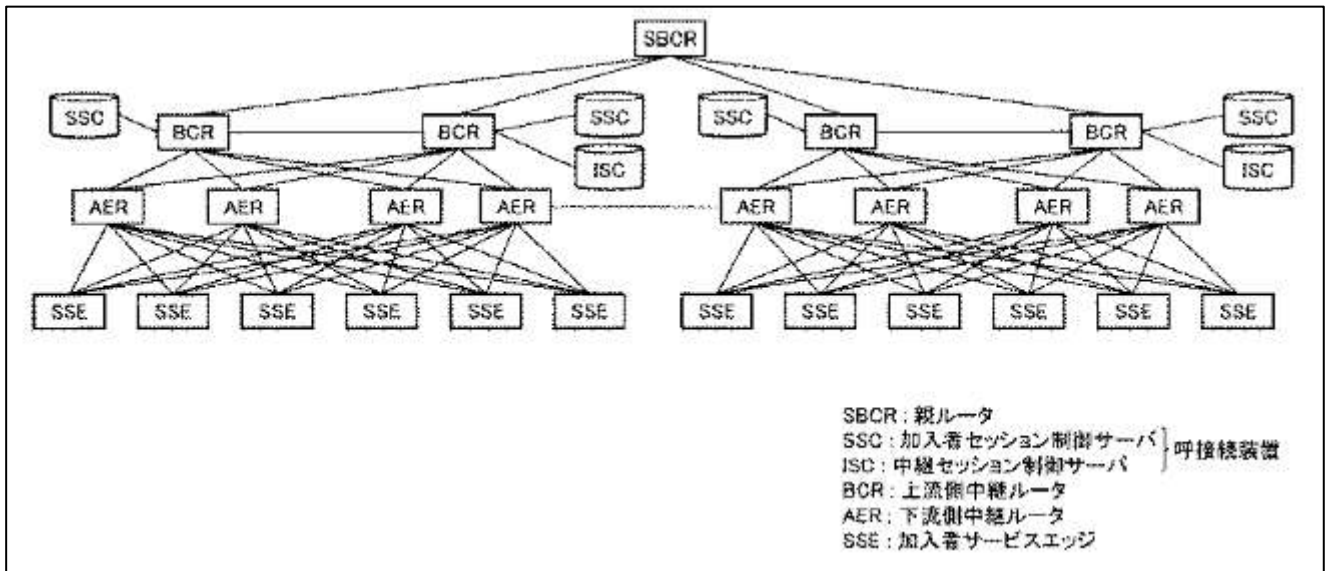 SBCR
SSC BCR BCR SSC SSC BCR BCR SSC
ISC ISC
AER AER AER AER AER AER AER AER
SSE SSE SSE SSE SSE SSE SSE SSE SSE SSE SSE SSE
SBCR : 親ルータ
SSC : 加入者セッション制御サーバ
ISC : 中継セッション制御サーバ
呼接続装置
BCR : 上流側中継ルータ
AER : 下流側中継ルータ
SSE : 加入者サービスエッジ